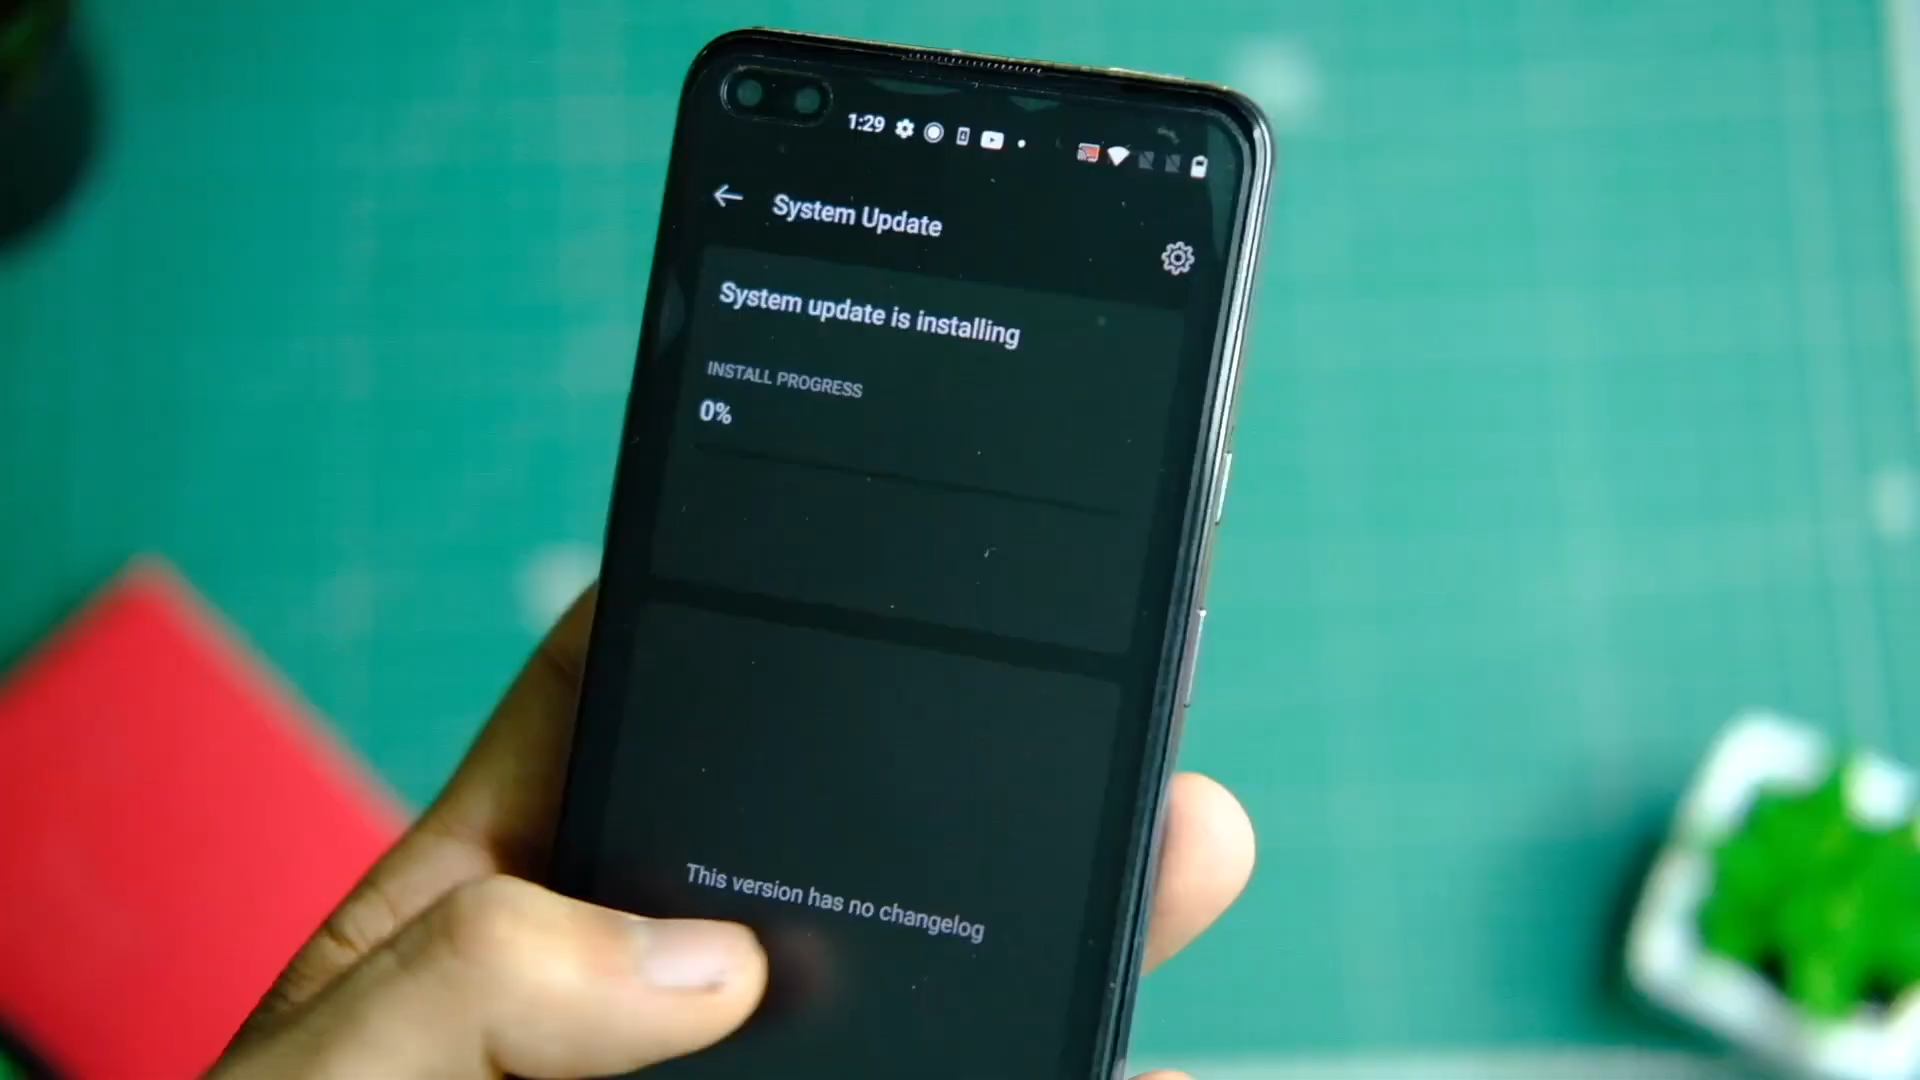 1:29
System Update
System update is installing
INSTALL PROGRESS
0%
This version has no changelog